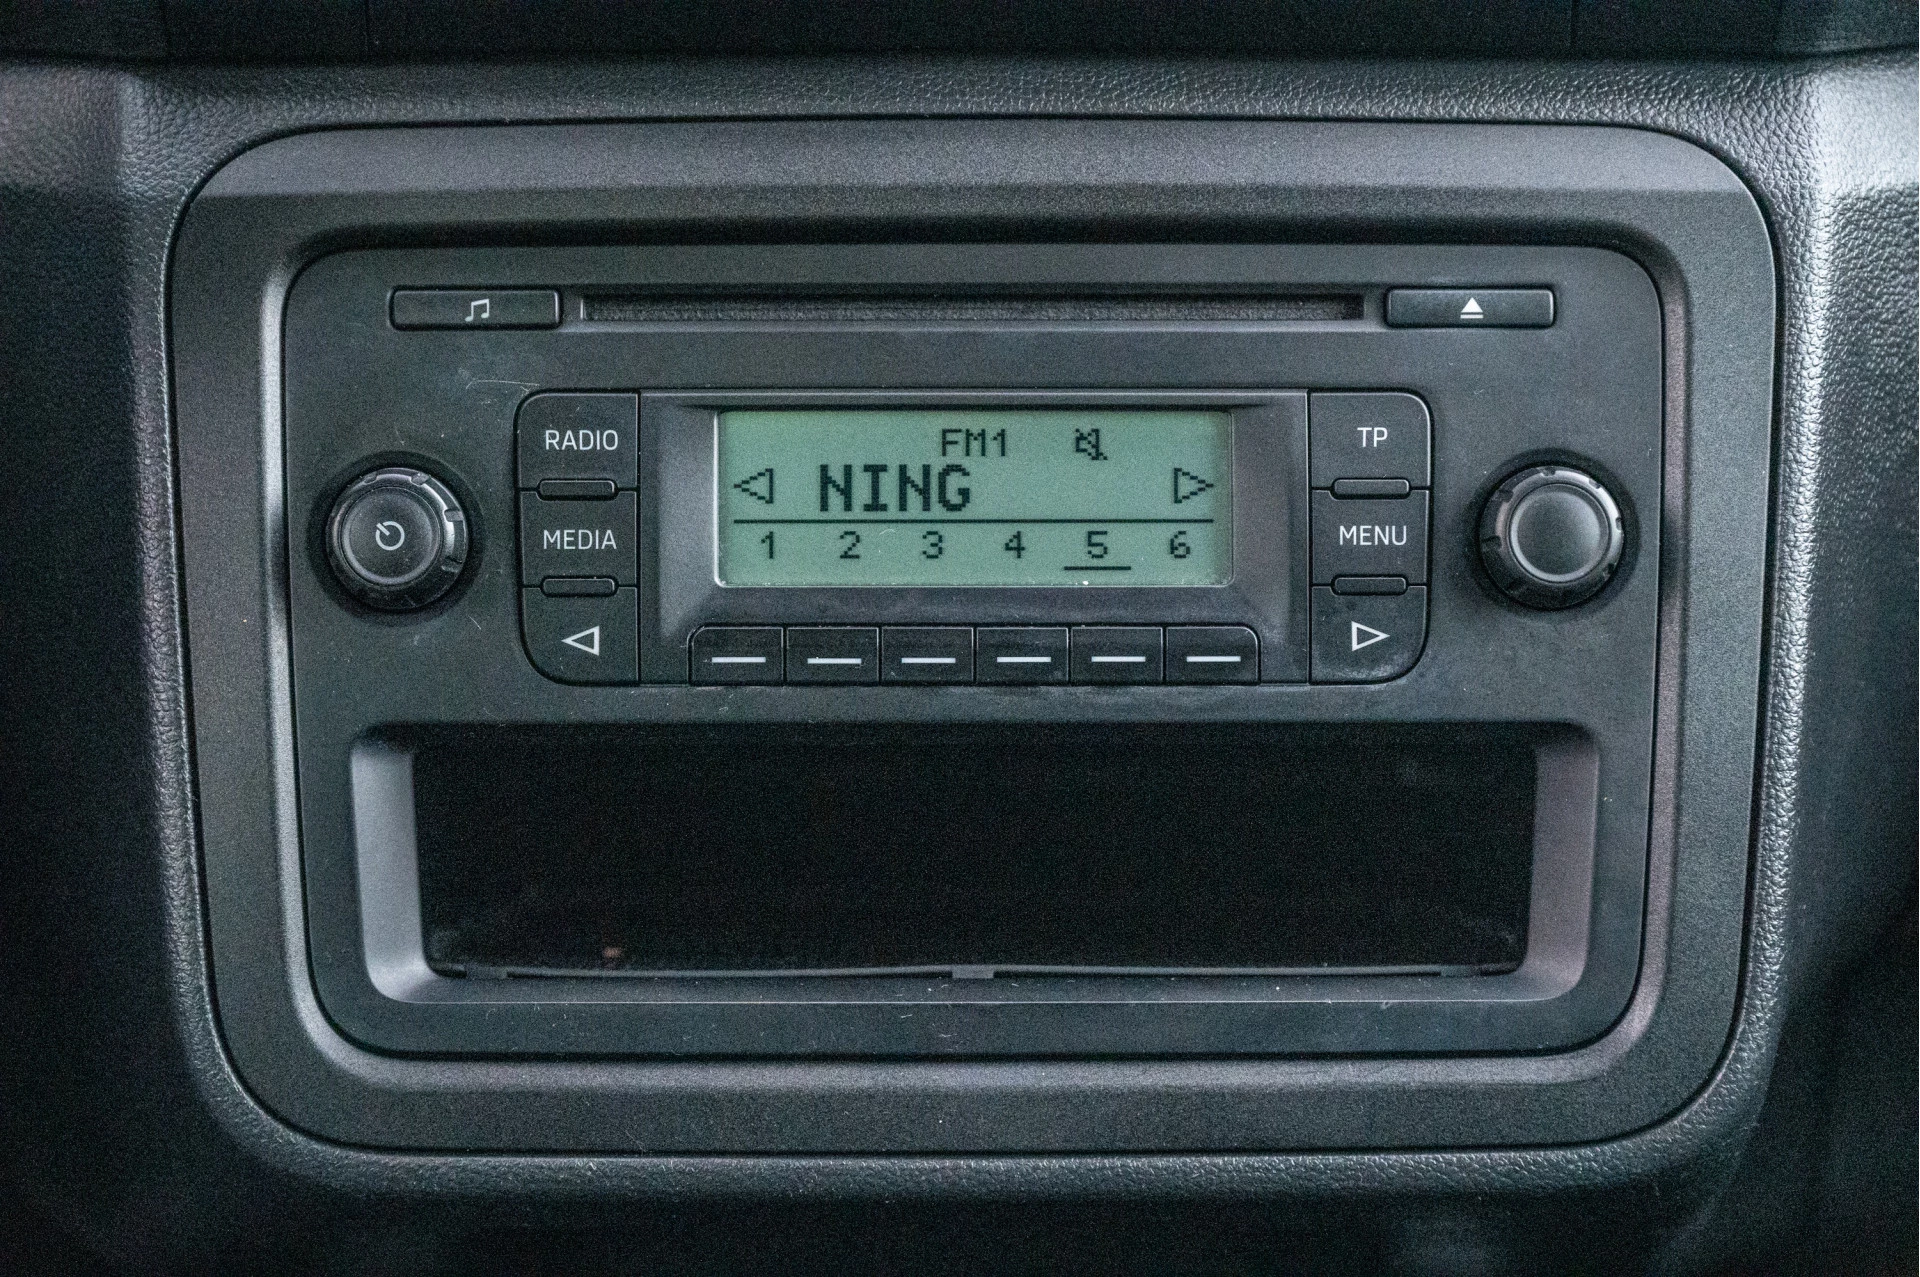 RADIO
MEDIA
FM1
NING
1 2 3 4 5 6
TP
MENU